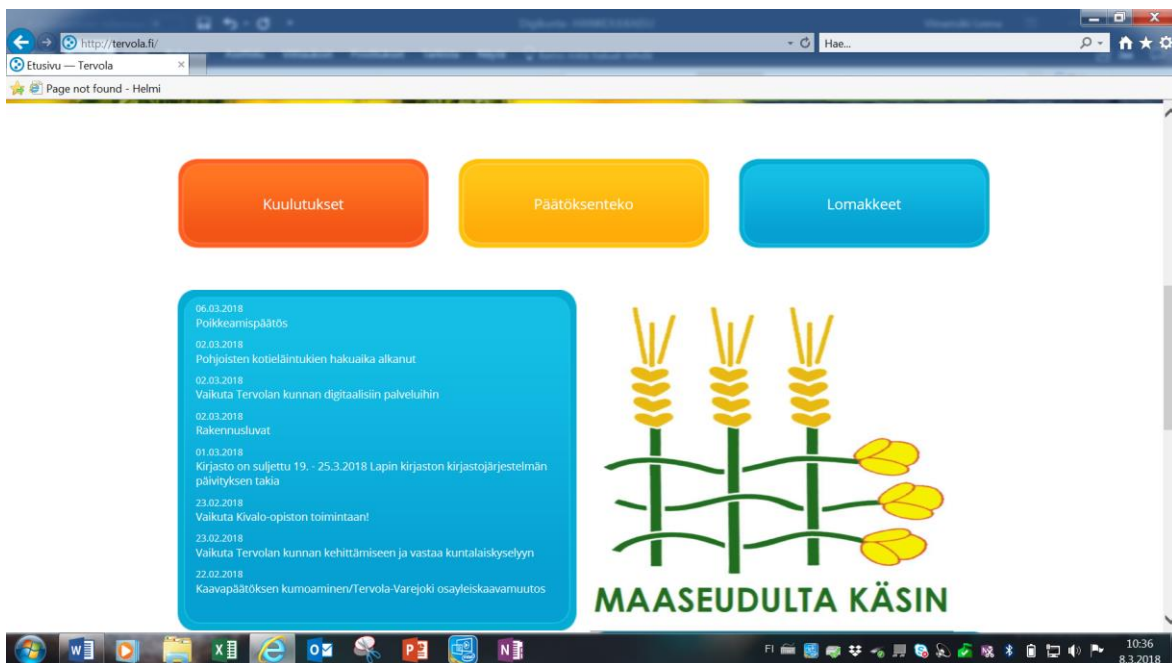 http://tervola.fi/
Hae...
Etusivu — Tervola
Page not found - Helmi
Kuulutukset
Päätöksenteko
Lomakkeet
06.03.2018
Poikkeamispäätös
02.03.2018
Pohjoisten kotieläintukien hakuaika alkanut
02.03.2018
Vaikuta Tervolan kunnan digitaalisiin palveluihin
02.03.2018
Rakennusluvat
01.03.2018
Kirjasto on suljettu 19. - 25.3.2018 Lapin kirjaston kirjastojärjestelmän
päivityksen takia
23.02.2018
Vaikuta Kivalo-opiston toimintaan!
23.02.2018
Vaikuta Tervolan kunnan kehittämiseen ja vastaa kuntalaiskyselyyn
22.02.2018
Kaavapäätöksen kumoaminen/Tervola-Varejoki osayleiskaavamuutos
MAASEUDULTA KÄSIN
FI
10:36
8.3.2018